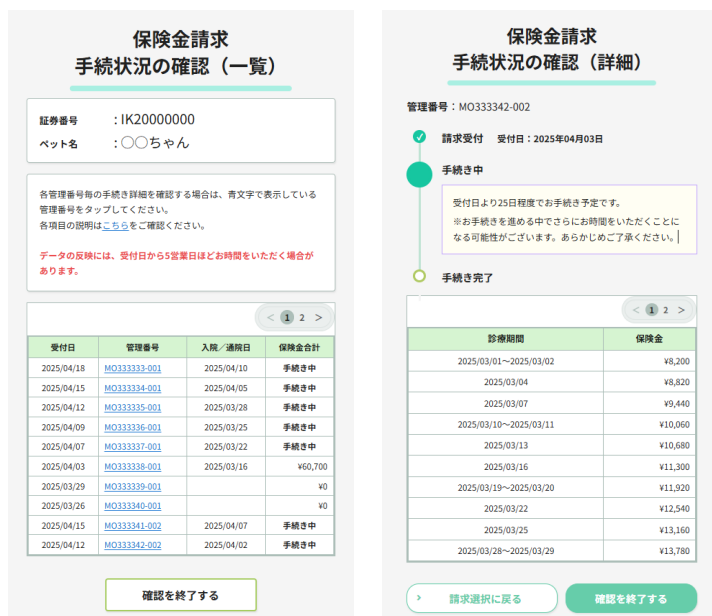 保険金請求
手続状況の確認（一覧）
証券番号　：IK20000000
ペット名　：〇〇ちゃん
各管理番号毎の手続き詳細を確認する場合は、青文字で表示している
管理番号をタップしてください。
各項目の説明はこちらをご確認ください。
データの反映には、受付日から5営業日ほどお時間をいただく場合が
あります。
< 1 2 >
受付日 管理番号 入院／通院日 保険金合計
2025/04/18 MO333333-001 2025/04/10 手続き中
2025/04/15 MO333334-001 2025/04/05 手続き中
2025/04/12 MO333335-001 2025/03/28 手続き中
2025/04/09 MO333336-001 2025/03/25 手続き中
2025/04/07 MO333337-001 2025/03/22 手続き中
2025/04/03 MO333338-001 2025/03/16 ¥60,700
2025/03/29 MO333339-001 ¥0
2025/03/26 MO333340-001 ¥0
2025/04/15 MO333341-002 2025/04/07 手続き中
2025/04/12 MO333342-002 2025/04/02 手続き中
確認を終了する
保険金請求
手続状況の確認（詳細）
管理番号：MO333342-002
請求受付　受付日：2025年04月03日
手続き中
受付日より25日程度でお手続き予定です。
※お手続きを進める中でさらにお時間をいただくことに
なる可能性がございます。あらかじめご了承ください。
手続き完了
< 1 2 >
診療期間 保険金
2025/03/01～2025/03/02 ¥8,200
2025/03/04 ¥8,820
2025/03/07 ¥9,440
2025/03/10～2025/03/11 ¥10,060
2025/03/13 ¥10,680
2025/03/16 ¥11,300
2025/03/19～2025/03/20 ¥11,920
2025/03/22 ¥12,540
2025/03/25 ¥13,160
2025/03/28～2025/03/29 ¥13,780
請求選択に戻る
確認を終了する